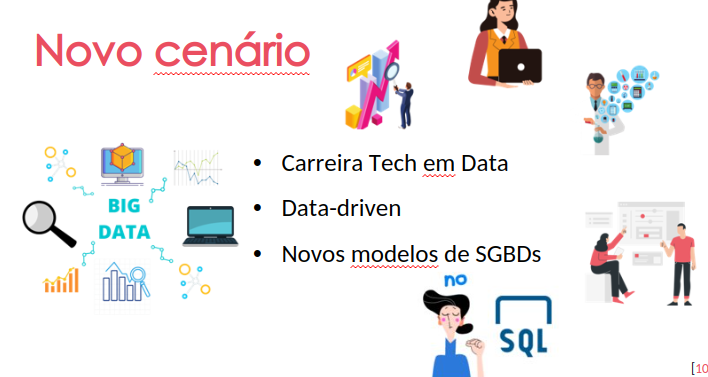 Novo cenário
• Carreira Tech em Data
• Data-driven
• Novos modelos de SGBDs
BIG
DATA
no
SQL
[10